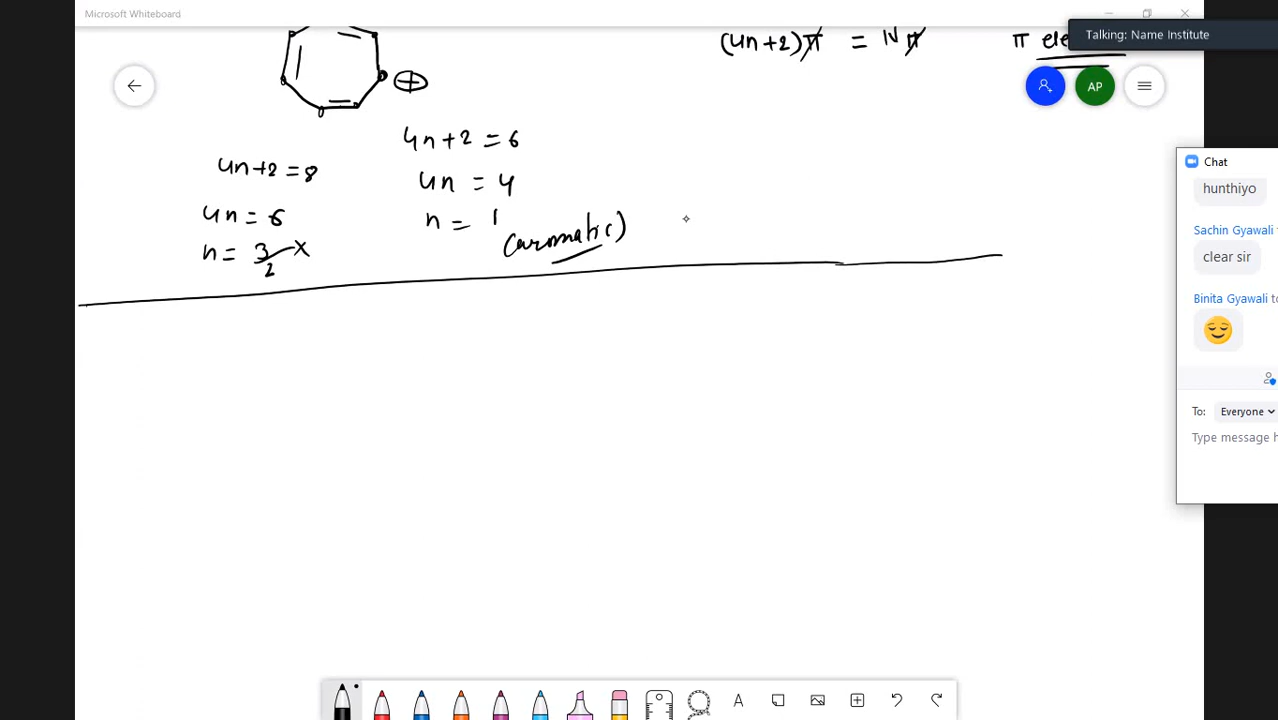 Microsoft Whiteboard
(4n+2)π = Nπ
π ele
Talking: Name Institute
AP
⊕
4n+2 = 8
4n = 6
n = 3/2 ×
4n+2 = 6
4n = 4
n = 1
(aromatic)
Chat
hunthiyo
Sachin Gyawali
clear sir
Binita Gyawali to
To: Everyone
Type message h
A